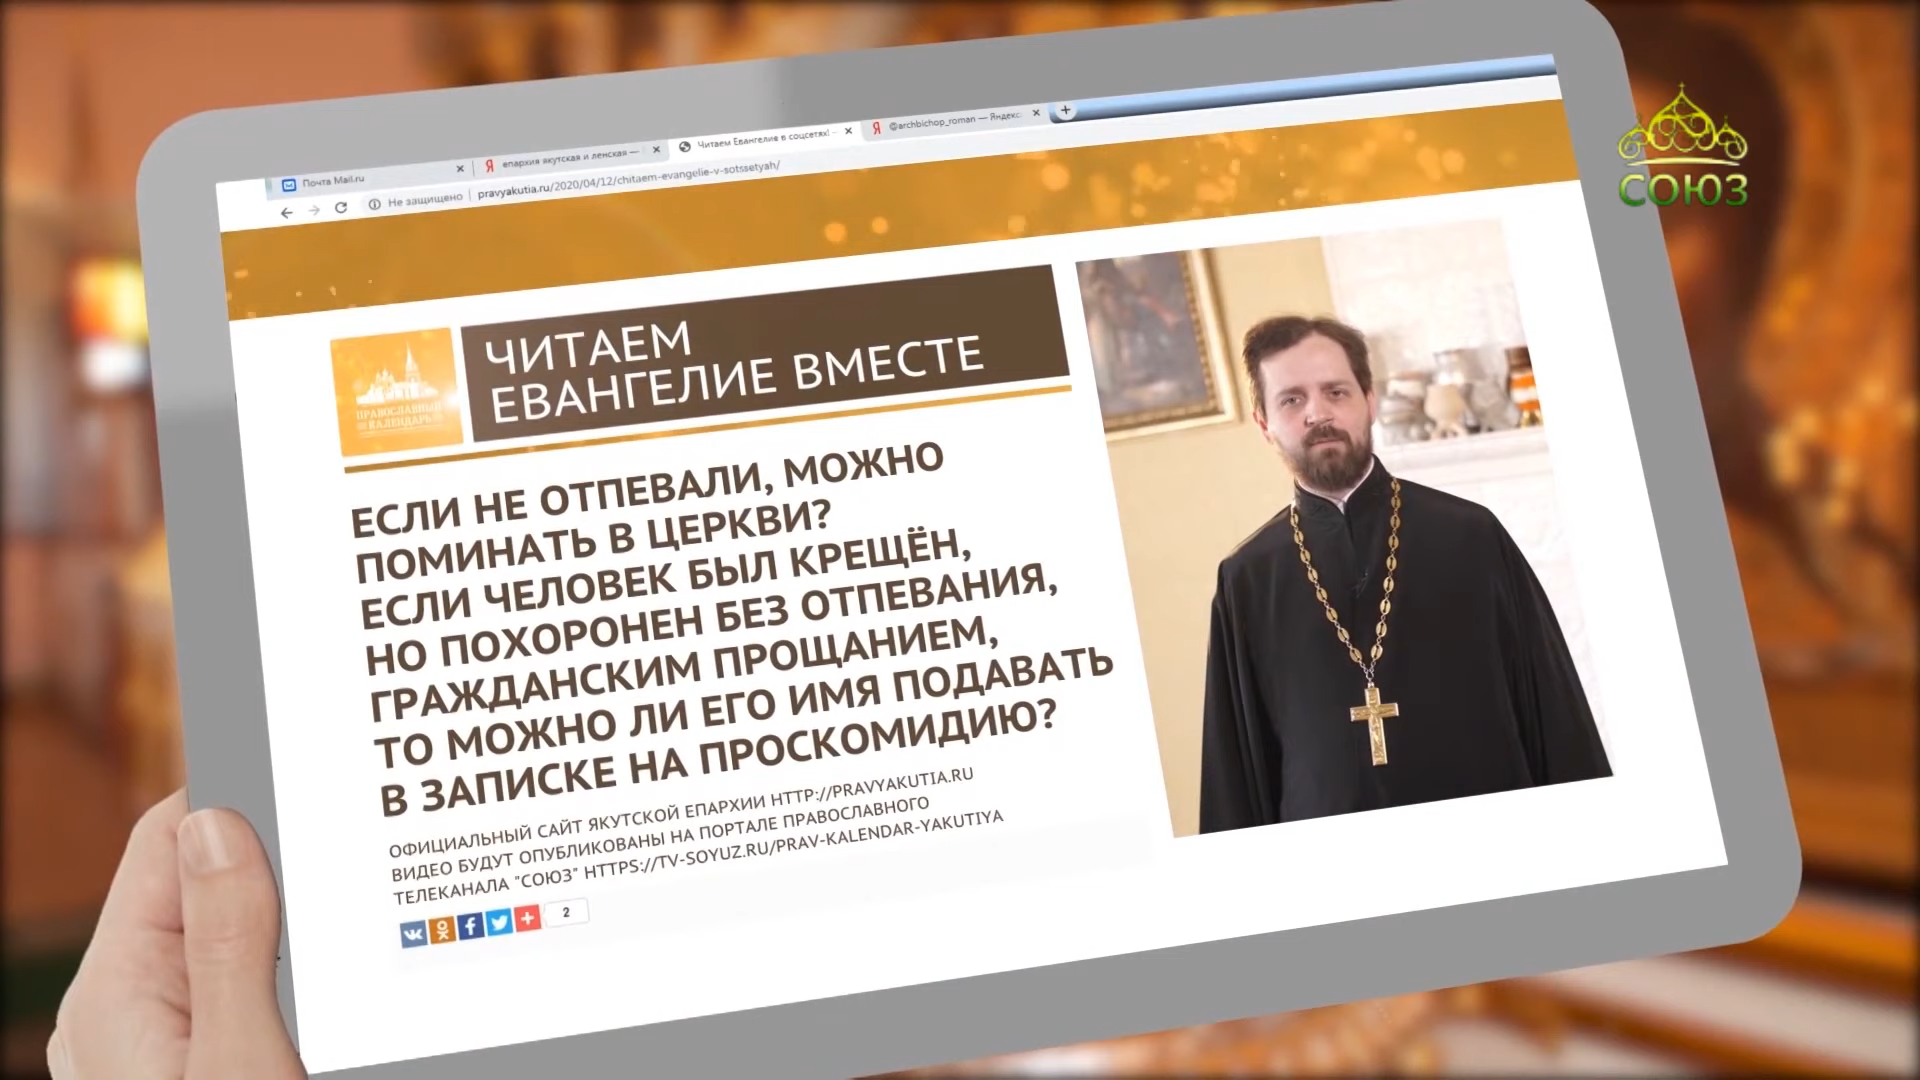 Почта Mail.ru
епархия якутская и ленская —
Читаем Евангелие в соцсетях! –
@archbichop_roman — Яндекс
Не защищено | pravyakutia.ru/2020/04/12/chitaem-evangelie-v-sotssetyah/
СОЮЗ
ПРАВОСЛАВНЫЙ
КАЛЕНДАРЬ
ЧИТАЕМ
ЕВАНГЕЛИЕ ВМЕСТЕ
ЕСЛИ НЕ ОТПЕВАЛИ, МОЖНО
ПОМИНАТЬ В ЦЕРКВИ?
ЕСЛИ ЧЕЛОВЕК БЫЛ КРЕЩЁН,
НО ПОХОРОНЕН БЕЗ ОТПЕВАНИЯ,
ГРАЖДАНСКИМ ПРОЩАНИЕМ,
ТО МОЖНО ЛИ ЕГО ИМЯ ПОДАВАТЬ
В ЗАПИСКЕ НА ПРОСКОМИДИЮ?
ОФИЦИАЛЬНЫЙ САЙТ ЯКУТСКОЙ ЕПАРХИИ HTTP://PRAVYAKUTIA.RU
ВИДЕО БУДУТ ОПУБЛИКОВАНЫ НА ПОРТАЛЕ ПРАВОСЛАВНОГО
ТЕЛЕКАНАЛА "СОЮЗ" HTTPS://TV-SOYUZ.RU/PRAV-KALENDAR-YAKUTIYA
2